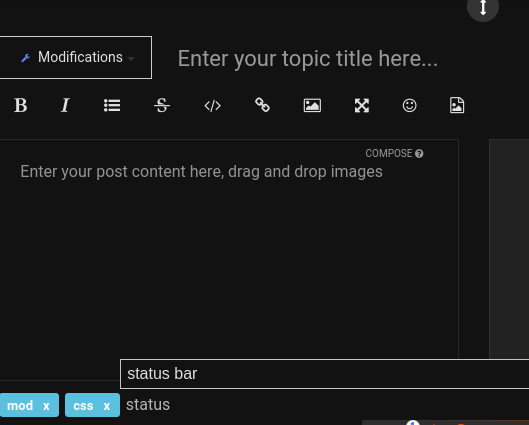 Modifications
Enter your topic title here...
B I S </>
COMPOSE ?
Enter your post content here, drag and drop images
status bar
mod x css x status